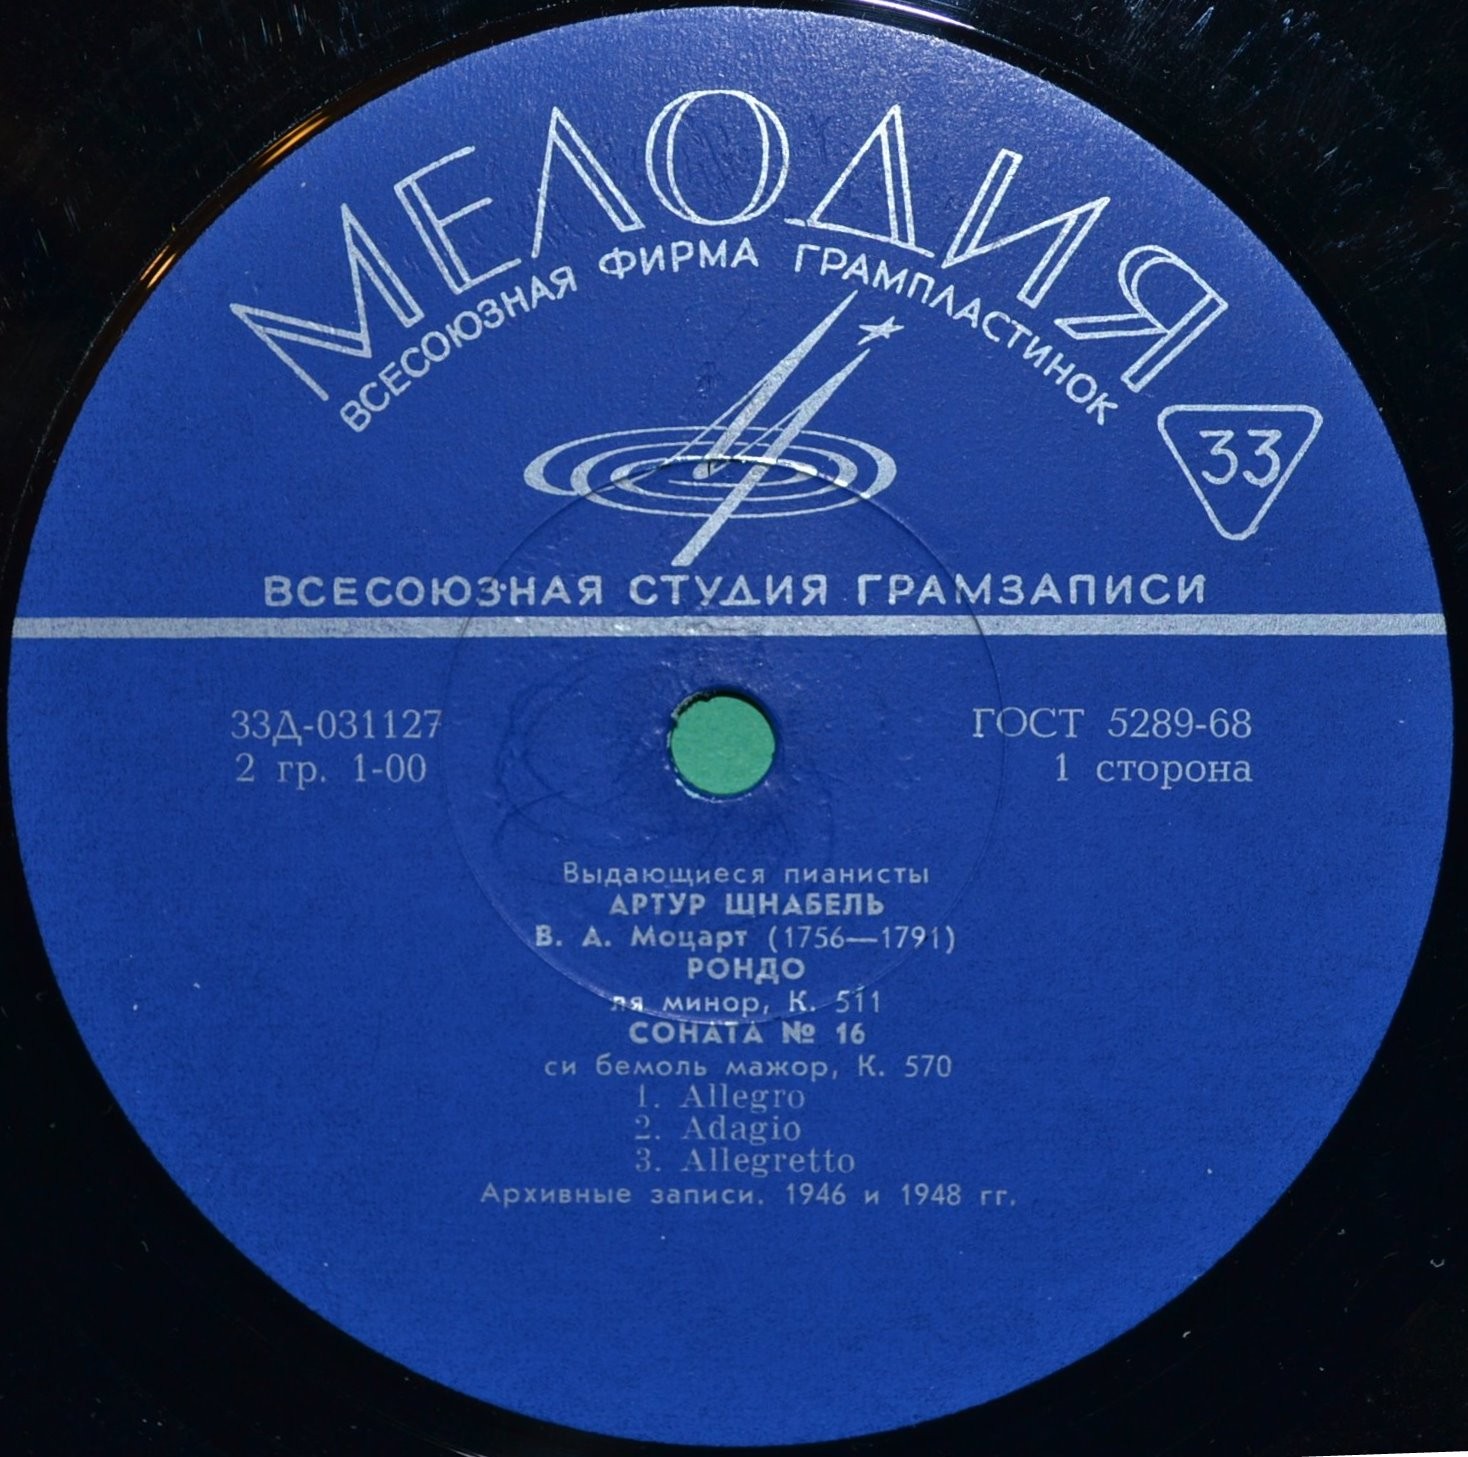 МЕЛОДИЯ
ВСЕСОЮЗНАЯ ФИРМА ГРАМПЛАСТИНОК
33
ВСЕСОЮЗНАЯ СТУДИЯ ГРАМЗАПИСИ
33Д-031127
2 гр. 1-00
ГОСТ 5289-68
1 сторона
Выдающиеся пианисты
АРТУР ШНАБЕЛЬ
В. А. Моцарт (1756—1791)
РОНДО
ля минор, К. 511
СОНАТА № 16
си бемоль мажор, К. 570
1. Allegro
2. Adagio
3. Allegretto
Архивные записи. 1946 и 1948 гг.